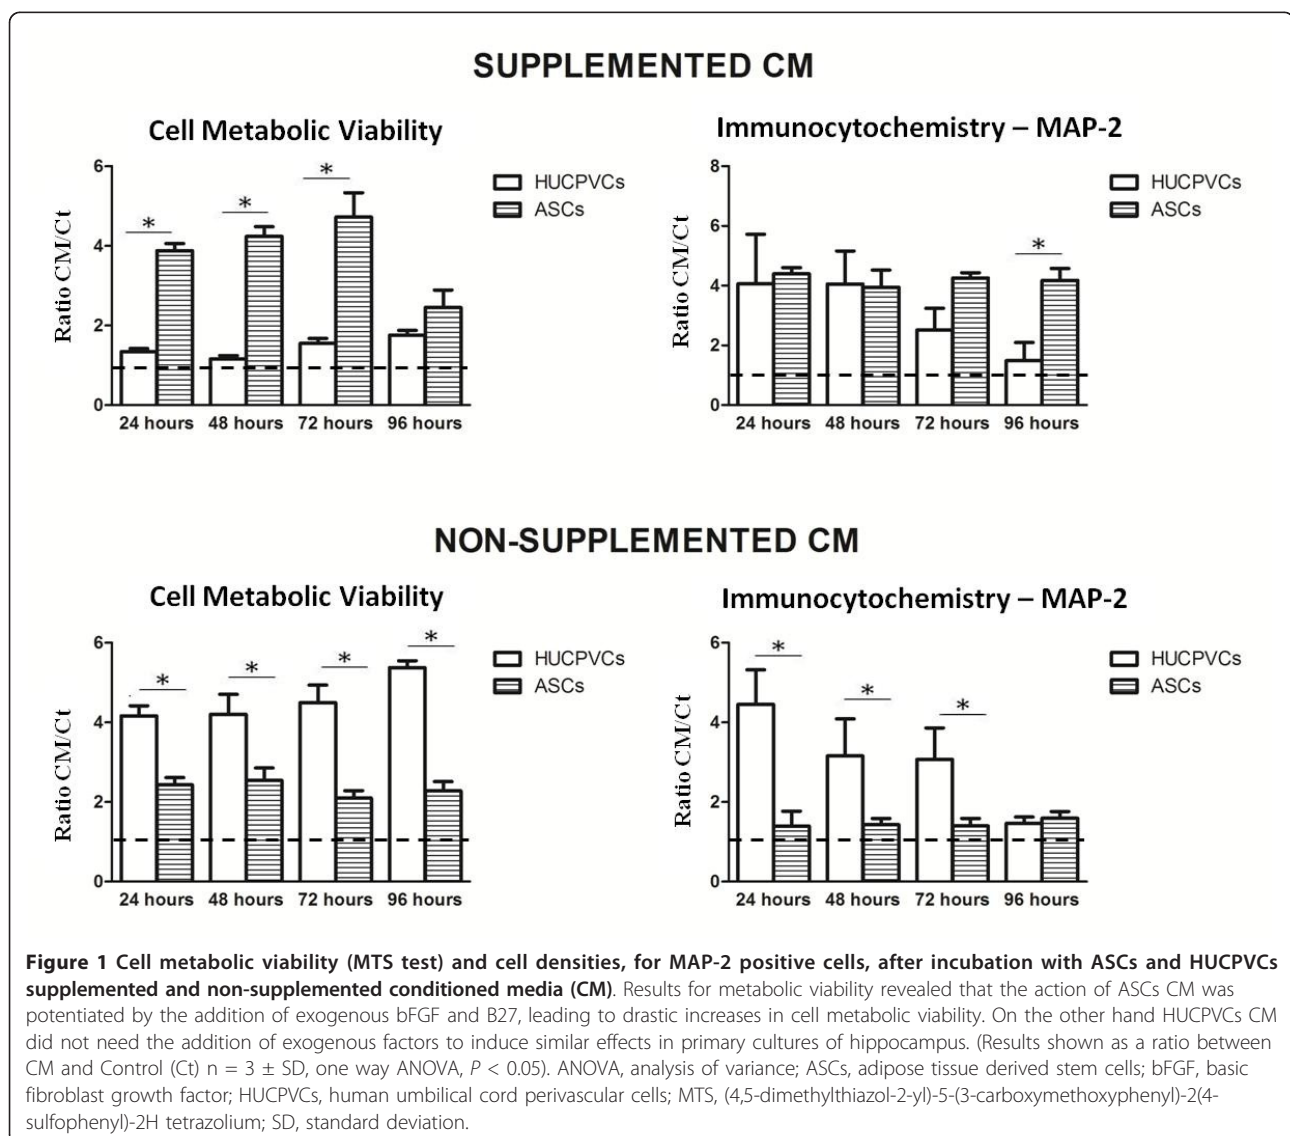 SUPPLEMENTED CM
Cell Metabolic Viability
Ratio CM/Ct
6
4
2
0
*
*
*
24 hours 48 hours 72 hours 96 hours
HUCPVCs
ASCs
Immunocytochemistry – MAP-2
Ratio CM/Ct
8
6
4
2
0
*
24 hours 48 hours 72 hours 96 hours
HUCPVCs
ASCs
NON-SUPPLEMENTED CM
Cell Metabolic Viability
Ratio CM/Ct
6
4
2
0
*
*
*
*
24 hours 48 hours 72 hours 96 hours
HUCPVCs
ASCs
Immunocytochemistry – MAP-2
Ratio CM/Ct
6
4
2
0
*
*
*
24 hours 48 hours 72 hours 96 hours
HUCPVCs
ASCs
Figure 1 Cell metabolic viability (MTS test) and cell densities, for MAP-2 positive cells, after incubation with ASCs and HUCPVCs
supplemented and non-supplemented conditioned media (CM). Results for metabolic viability revealed that the action of ASCs CM was
potentiated by the addition of exogenous bFGF and B27, leading to drastic increases in cell metabolic viability. On the other hand HUCPVCs CM
did not need the addition of exogenous factors to induce similar effects in primary cultures of hippocampus. (Results shown as a ratio between
CM and Control (Ct) n = 3 ± SD, one way ANOVA, P < 0.05). ANOVA, analysis of variance; ASCs, adipose tissue derived stem cells; bFGF, basic
fibroblast growth factor; HUCPVCs, human umbilical cord perivascular cells; MTS, (4,5-dimethylthiazol-2-yl)-5-(3-carboxymethoxyphenyl)-2(4-
sulfophenyl)-2H tetrazolium; SD, standard deviation.